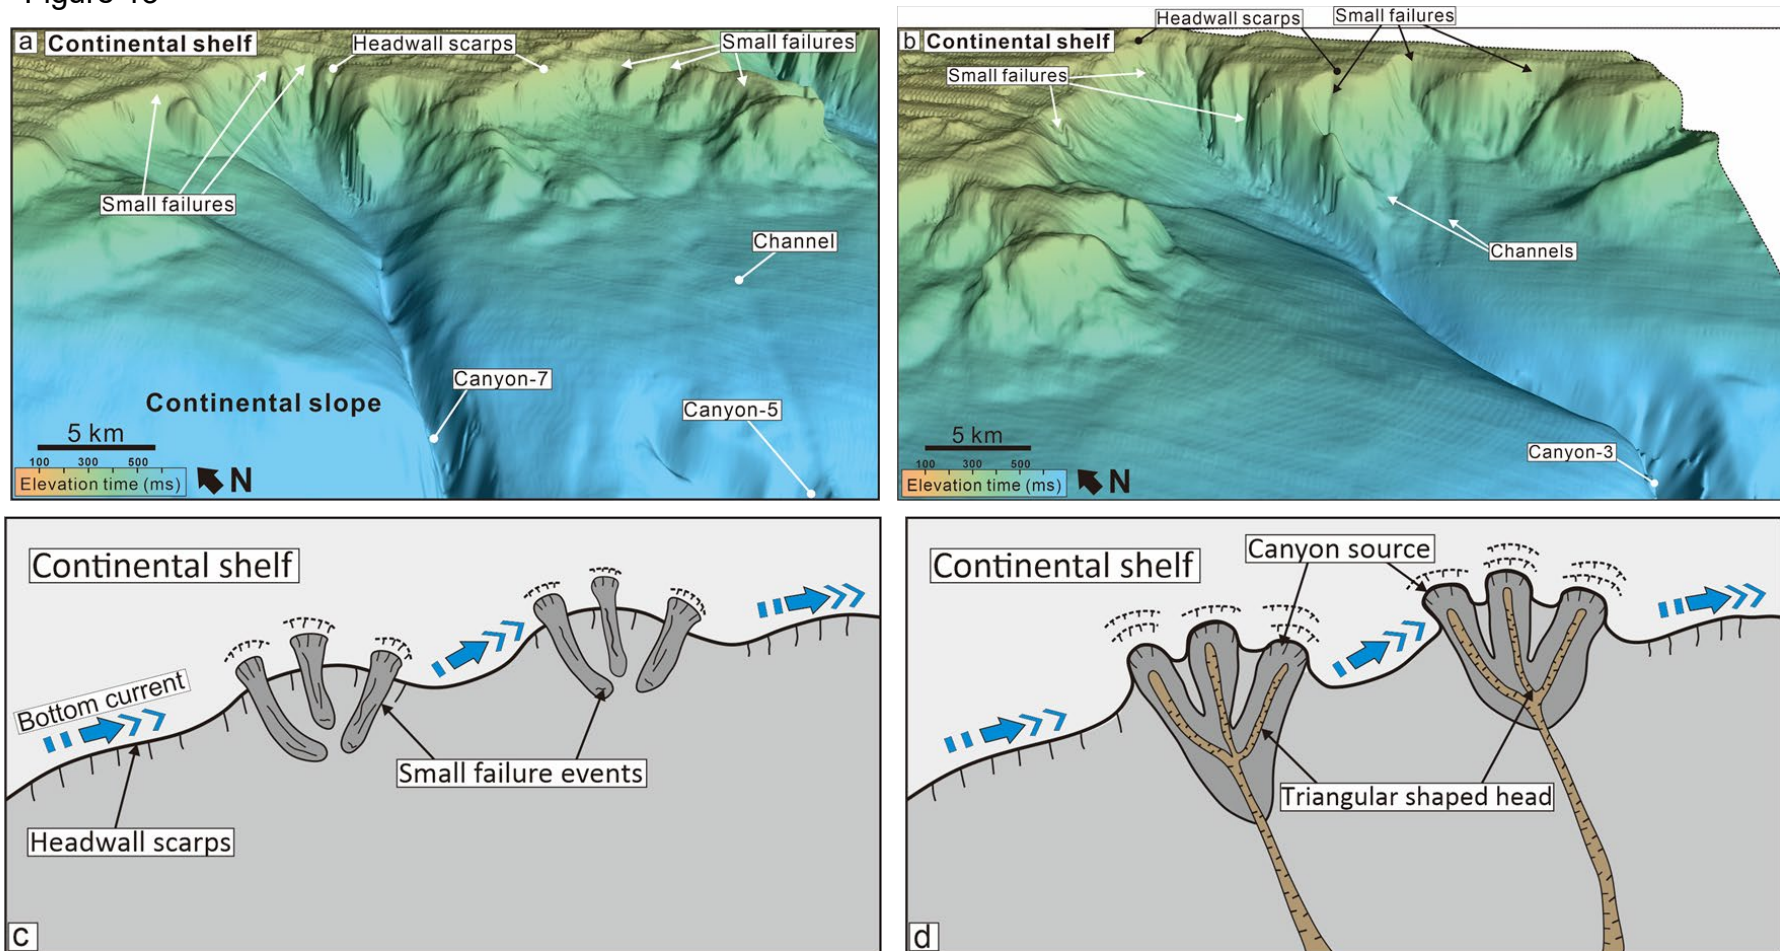 a Continental shelf
Headwall scarps
Small failures
Small failures
Channel
Continental slope
Canyon-7
Canyon-5
5 km
100 300 500
Elevation time (ms)
N
b Continental shelf
Headwall scarps
Small failures
Small failures
Channels
Canyon-3
5 km
100 300 500
Elevation time (ms)
N
Continental shelf
Bottom current
Small failure events
Headwall scarps
c
Continental shelf
Canyon source
Triangular shaped head
d